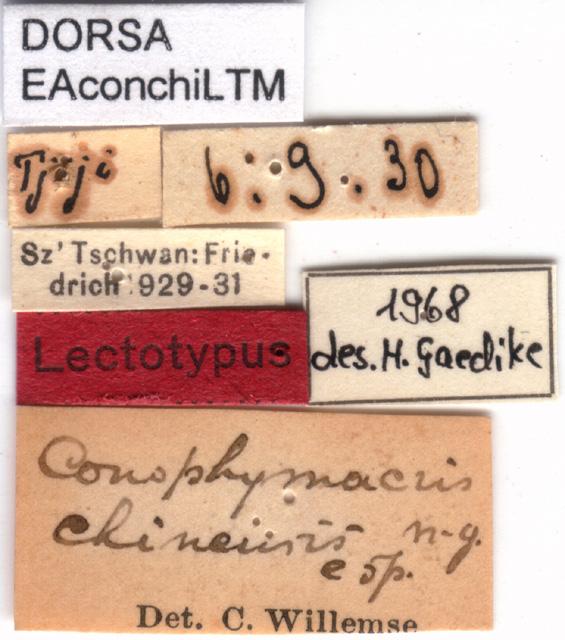 DORSA
EAconchiLTM
Tjiji
6.9.30
Sz'Tschwan:Frie-
drich 929-31
Lectotypus
1968
des. H. Gaedike
Conophymacris
chinensis n.g.
e sp.
Det. C. Willemse